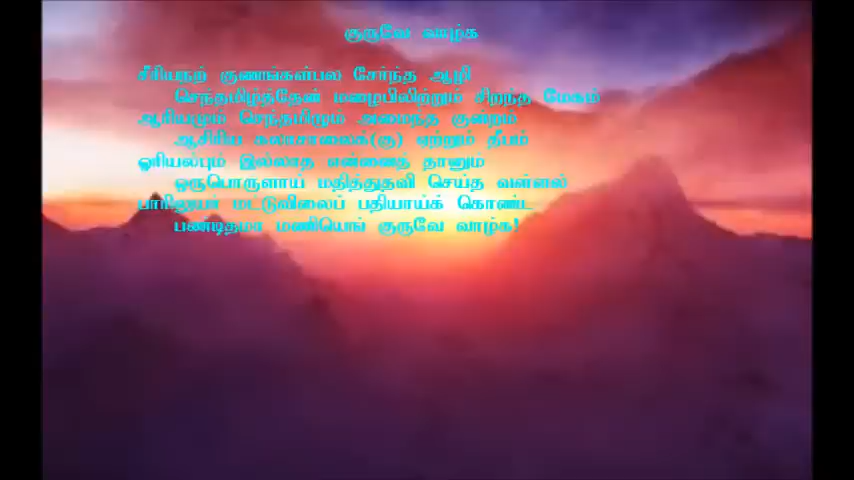 குருவே வாழ்க
சீரியநற் குணங்கள்பல சேர்ந்த ஆழி
செந்தமிழ்த்தேன் மழைபிலிற்றும் சிறந்த மேகம்
ஆரியமும் செந்தமிழும் அமைந்த குன்றம்
ஆசிரிய கலாசாலைக்(கு) ஏற்றும் தீபம்
ஓரியல்பும் இல்லாத என்னைத் தானும
ஒருபொருளாய் மதித்துதவி செய்த வள்ளல்
பாரிலுயர் மட்டுவிலைப் பதியாய்க் கொண்ட
பண்டிதமா மணியெங் குருவே வாழ்க!